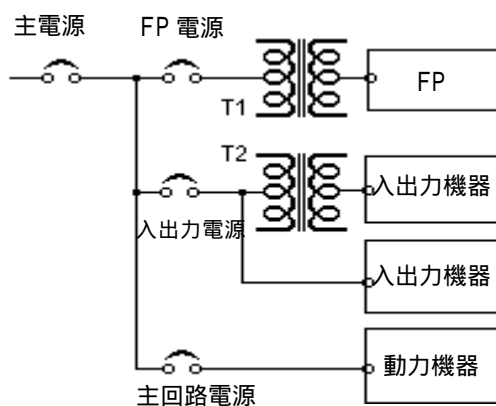 主電源
FP 電源
FP
T1
T2
入出力機器
入出力電源
入出力機器
動力機器
主回路電源